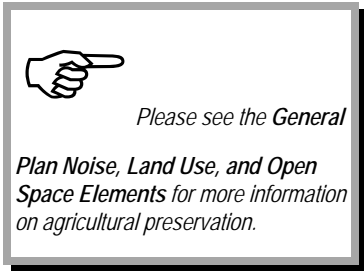 Please see the General
Plan Noise, Land Use, and Open
Space Elements for more information
on agricultural preservation.